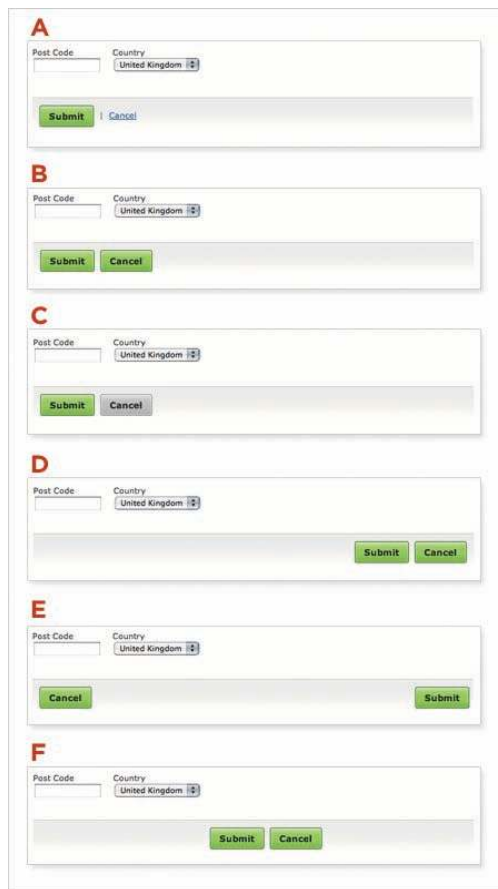 A
Post Code Country
United Kingdom
Submit | Cancel
B
Post Code Country
United Kingdom
Submit Cancel
C
Post Code Country
United Kingdom
Submit Cancel
D
Post Code Country
United Kingdom
Submit Cancel
E
Post Code Country
United Kingdom
Cancel Submit
F
Post Code Country
United Kingdom
Submit Cancel